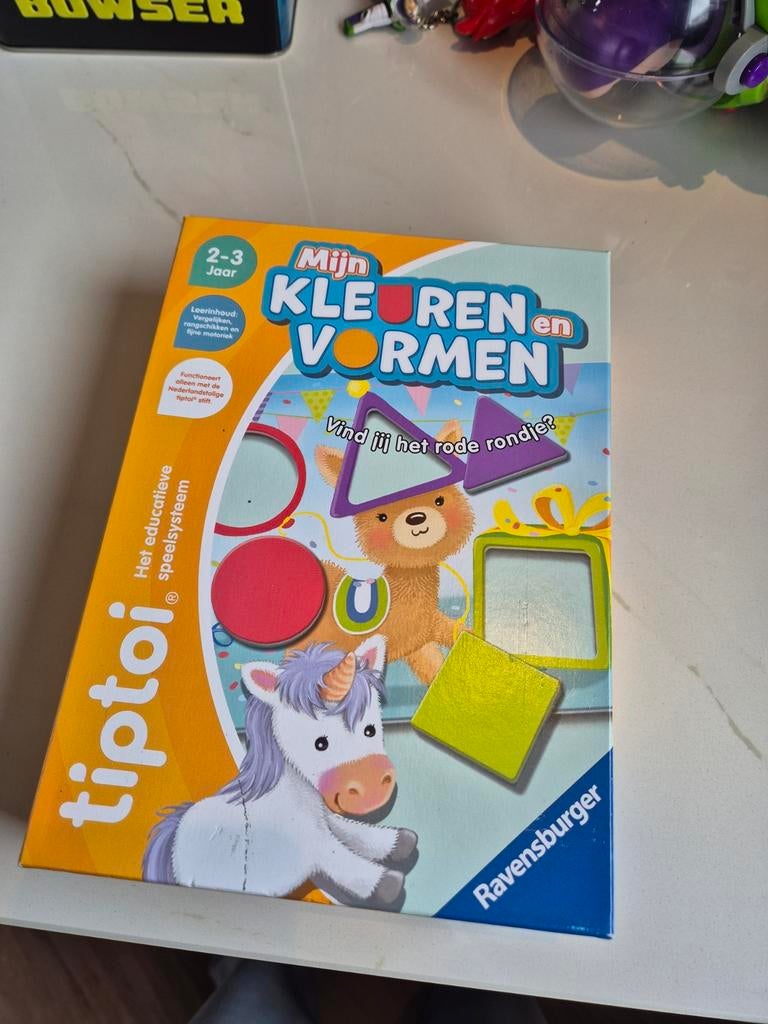 BOWSER
2-3
Jaar
Leerinhoud:
Vergelijken,
rangschikken en
fijne motoriek
Functioneert
alleen met de
Nederlandstalige
tiptoi® stift.
Mijn
KLEUREN en
VORMEN
Vind jij het rode rondje?
tiptoi® Het educatieve
speelsysteem
Ravensburger